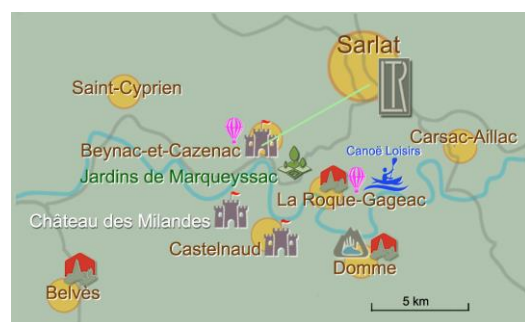 Sarlat
Saint-Cyprien
Beynac-et-Cazenac
Canoë Loisirs
Carsac-Aillac
Jardins de Marqueyssac
La Roque-Gageac
Château des Milandes
Castelnaud
Domme
Belvès
5 km